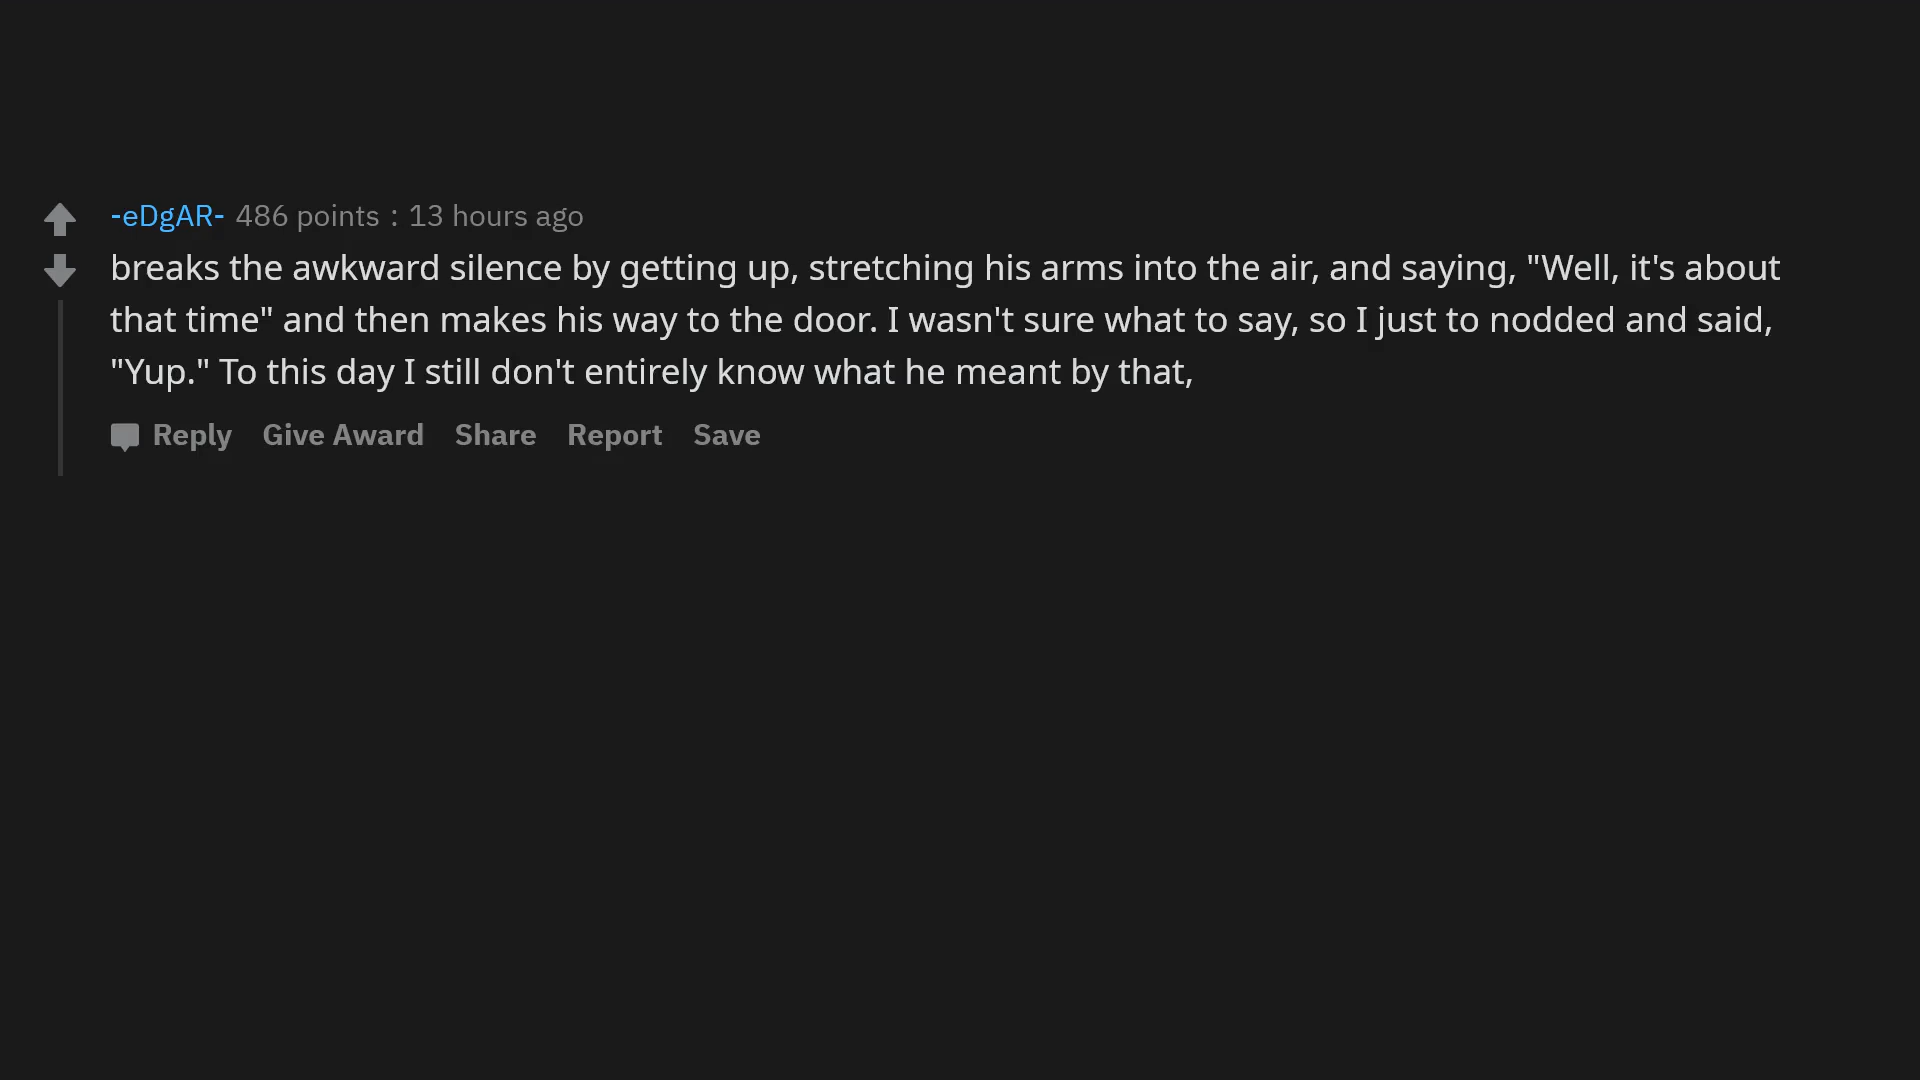 -eDgAR- 486 points : 13 hours ago
breaks the awkward silence by getting up, stretching his arms into the air, and saying, "Well, it's about
that time" and then makes his way to the door. I wasn't sure what to say, so I just to nodded and said,
"Yup." To this day I still don't entirely know what he meant by that,
Reply Give Award Share Report Save